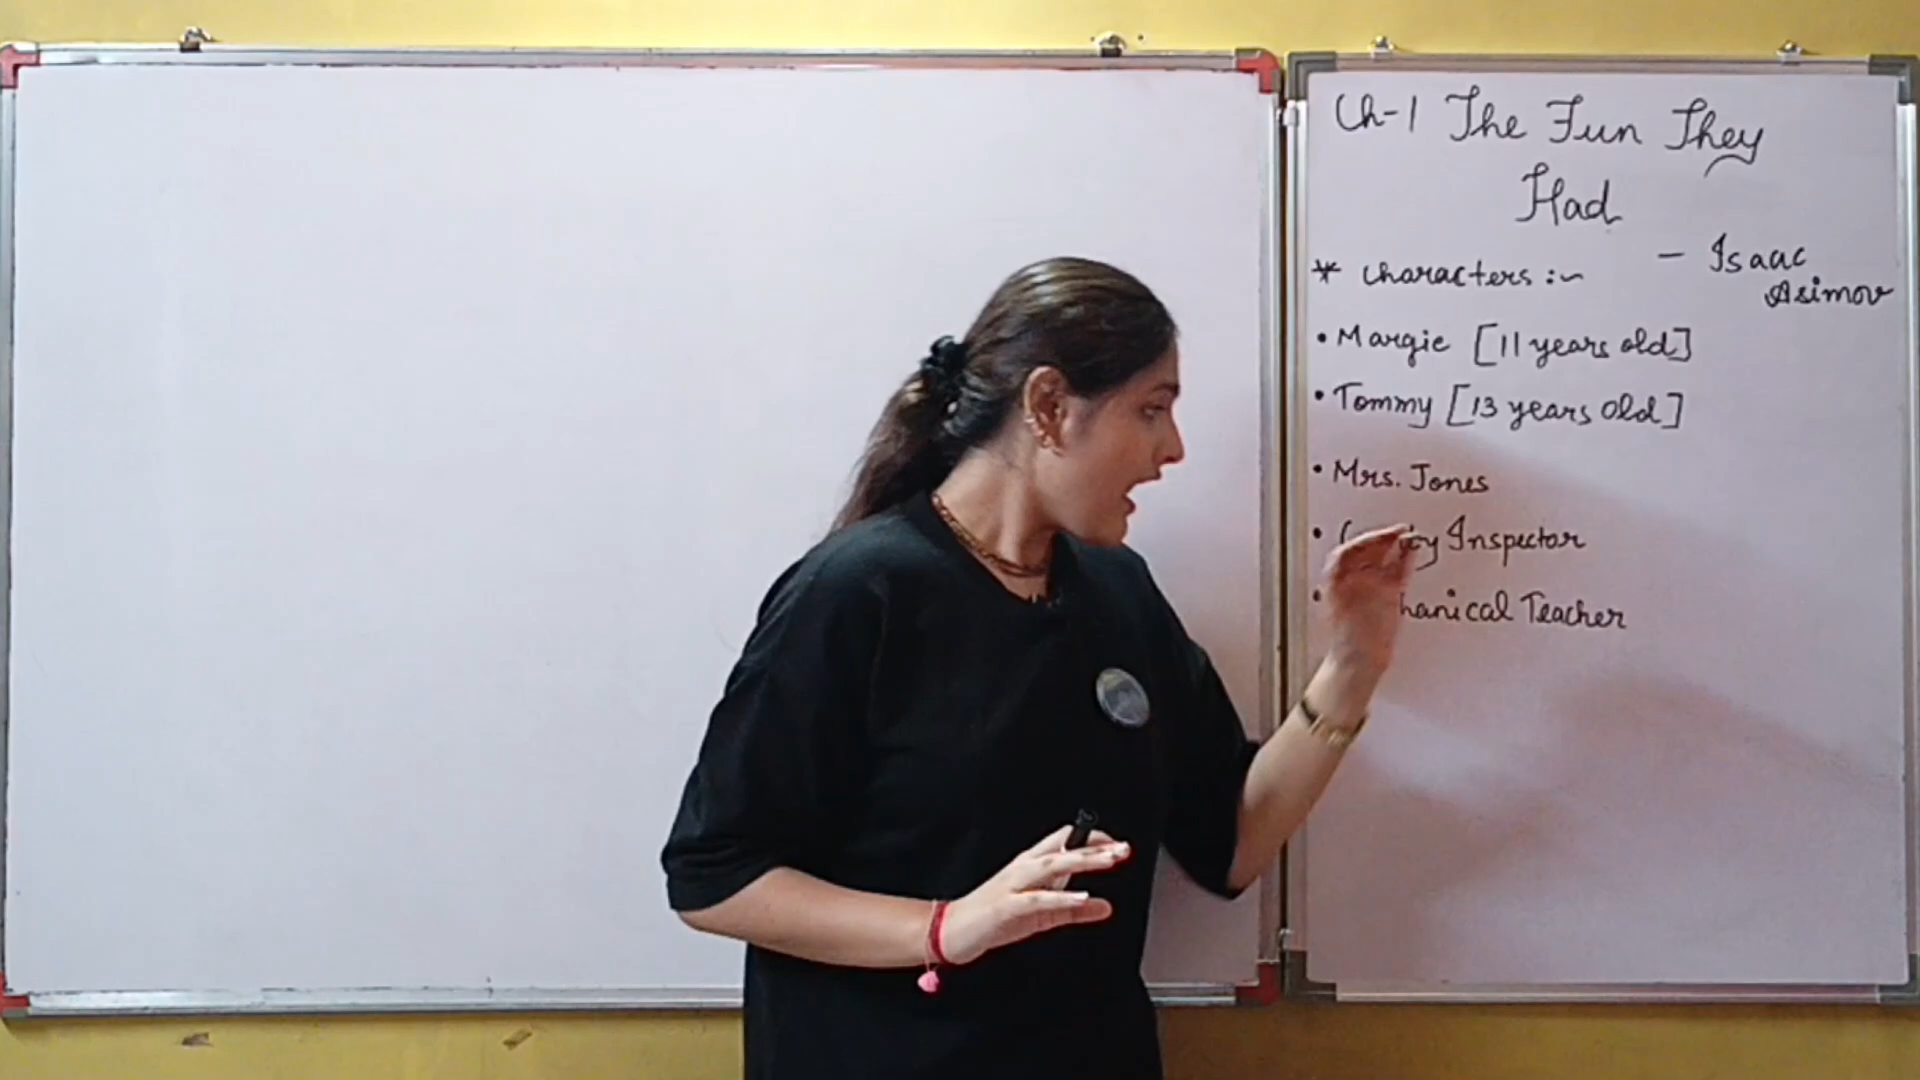 Ch-1 The Fun They
Had
- Isaac
Asimov
* Characters :-
• Margie [11 years old]
• Tommy [13 years old]
• Mrs. Jones
• Inspector
• Teacher